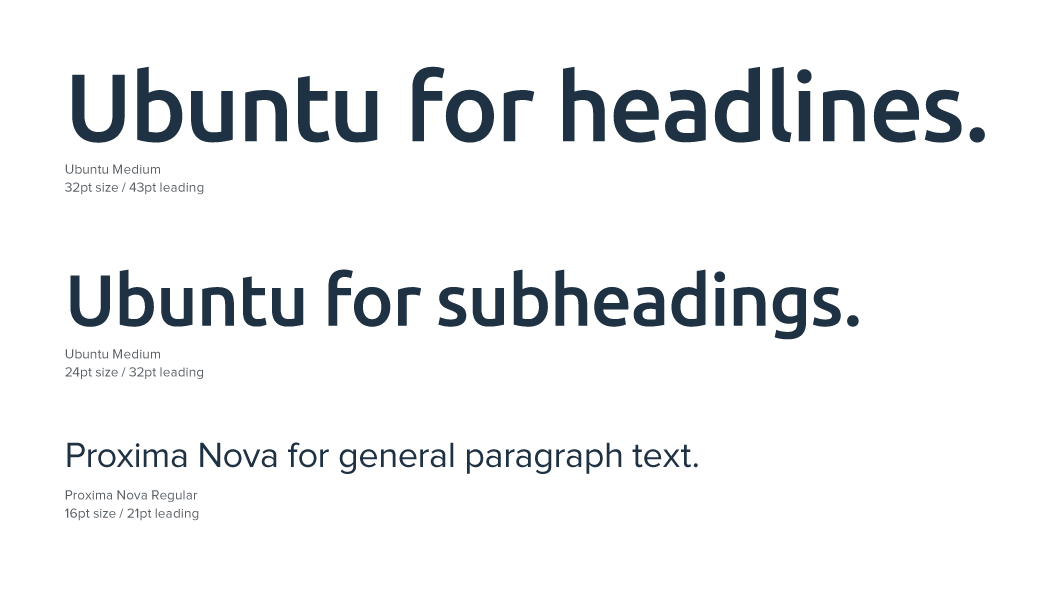 Ubuntu for headlines.
Ubuntu Medium
32pt size / 43pt leading
Ubuntu for subheadings.
Ubuntu Medium
24pt size / 32pt leading
Proxima Nova for general paragraph text.
Proxima Nova Regular
16pt size / 21pt leading